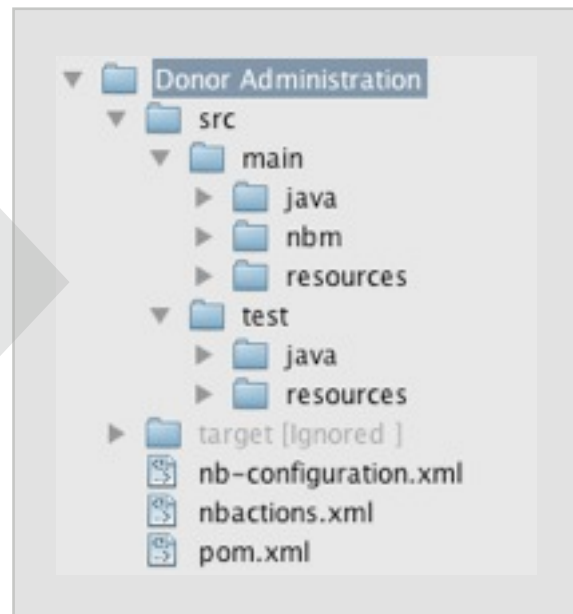 Donor Administration
src
main
java
nbm
resources
test
java
resources
target [Ignored ]
nb-configuration.xml
nbactions.xml
pom.xml